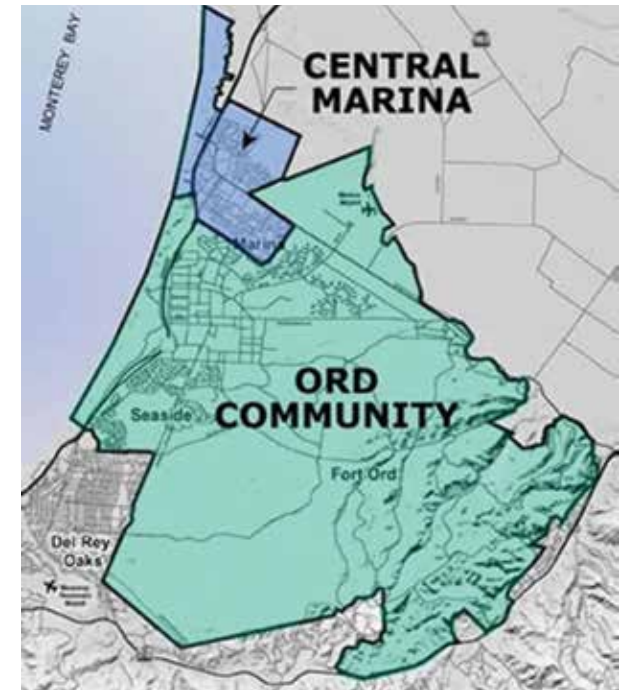 MONTEREY BAY
CENTRAL
MARINA
Marina
ORD
COMMUNITY
Seaside
Fort Ord
Del Rey
Oaks